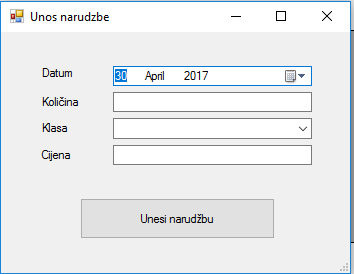 Unos narudzbe
Datum 30 April 2017
Količina
Klasa
Cijena
Unesi narudžbu